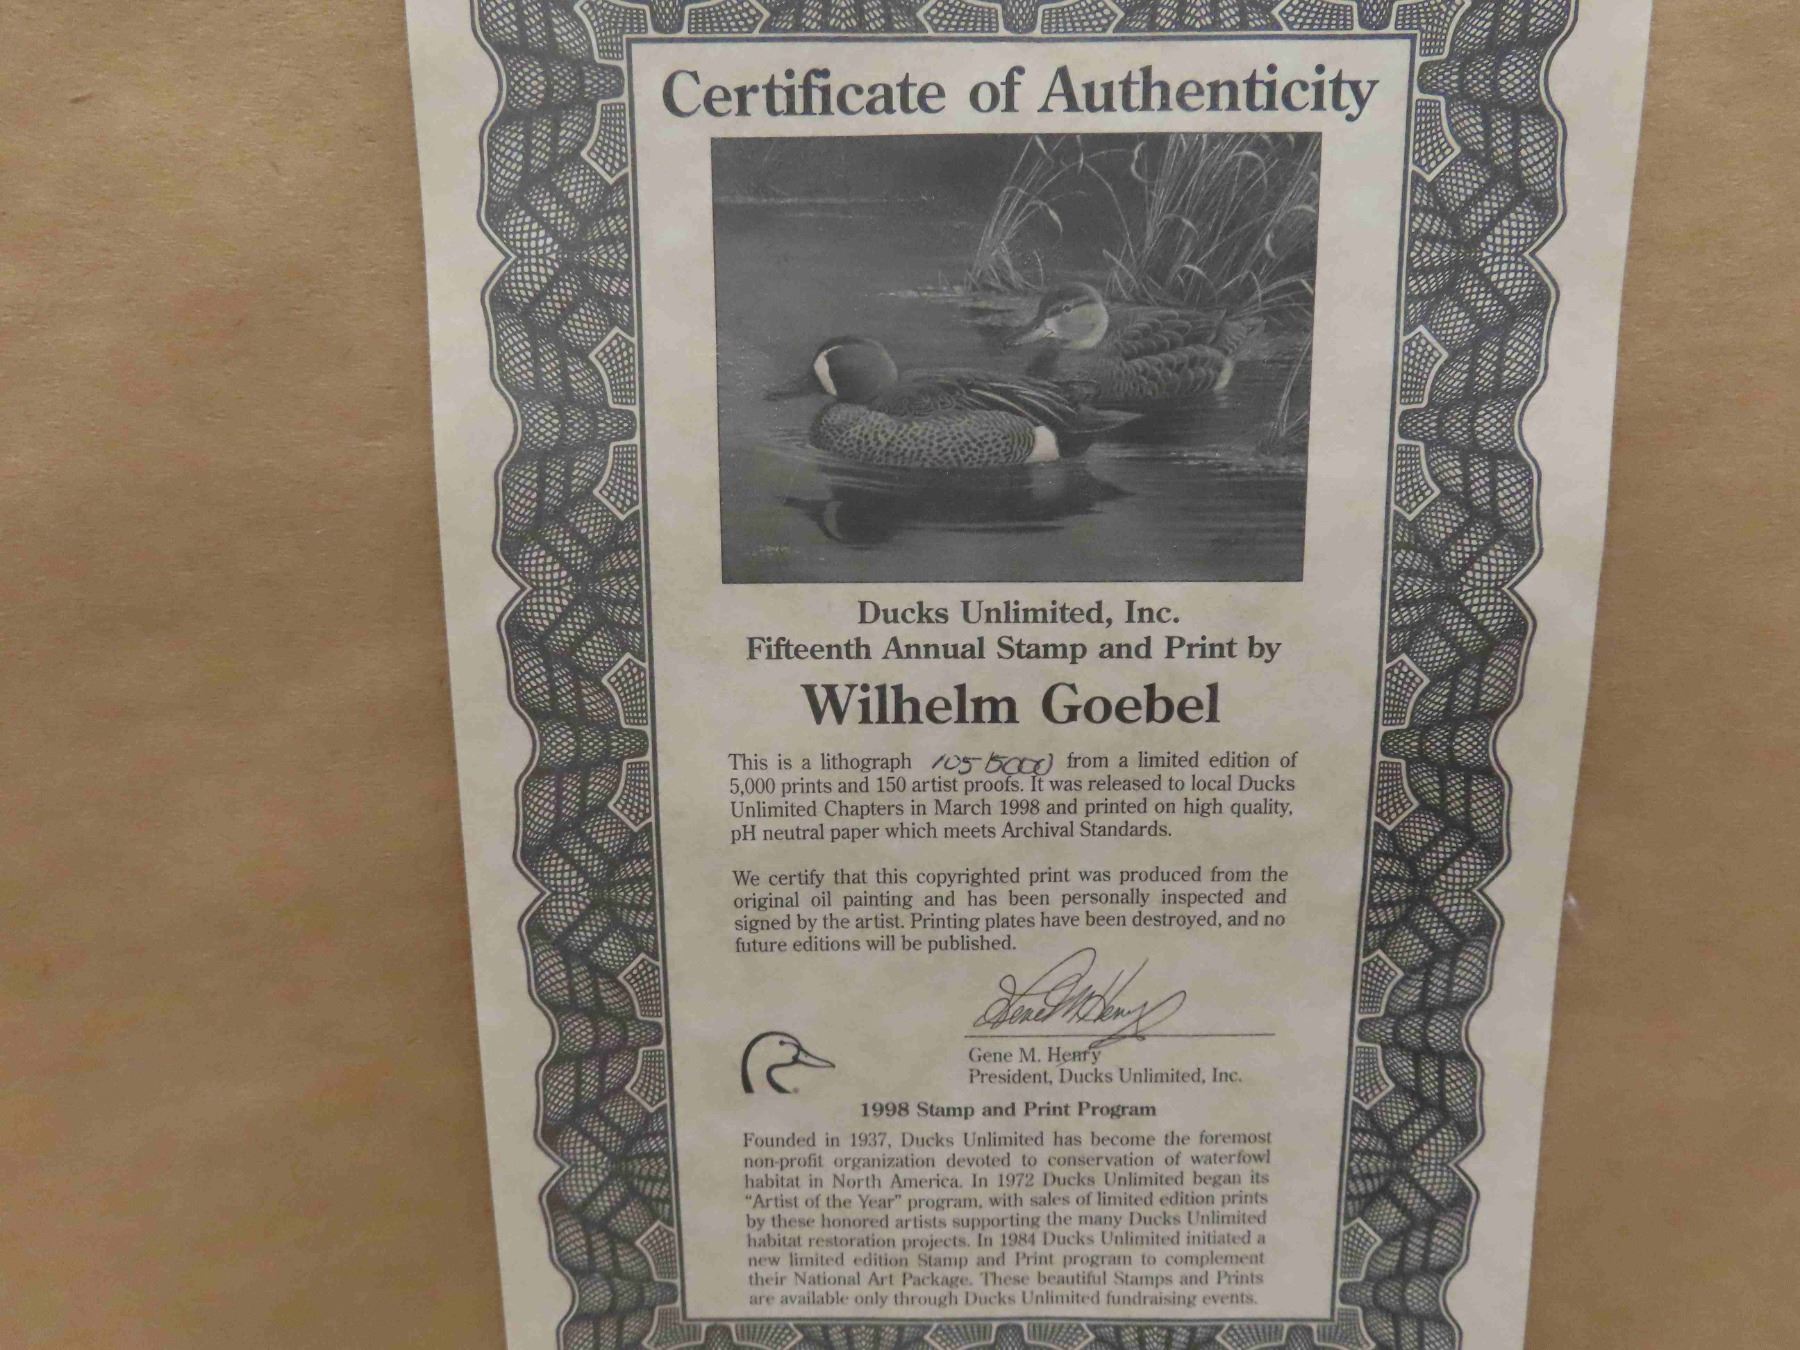 Certificate of Authenticity
Ducks Unlimited, Inc.
Fifteenth Annual Stamp and Print by
Wilhelm Goebel
This is a lithograph 105/5000 from a limited edition of
5,000 prints and 150 artist proofs. It was released to local Ducks
Unlimited Chapters in March 1998 and printed on high quality,
pH neutral paper which meets Archival Standards.
We certify that this copyrighted print was produced from the
original oil painting and has been personally inspected and
signed by the artist. Printing plates have been destroyed, and no
future editions will be published.
Gene M. Henry
Gene M. Henry
President, Ducks Unlimited, Inc.
1998 Stamp and Print Program
Founded in 1937, Ducks Unlimited has become the foremost
non-profit organization devoted to conservation of waterfowl
habitat in North America. In 1972 Ducks Unlimited began its
“Artist of the Year” program, with sales of limited edition prints
by these honored artists supporting the many Ducks Unlimited
habitat restoration projects. In 1984 Ducks Unlimited initiated a
new limited edition Stamp and Print program to complement
their National Art Package. These beautiful Stamps and Prints
are available only through Ducks Unlimited fundraising events.